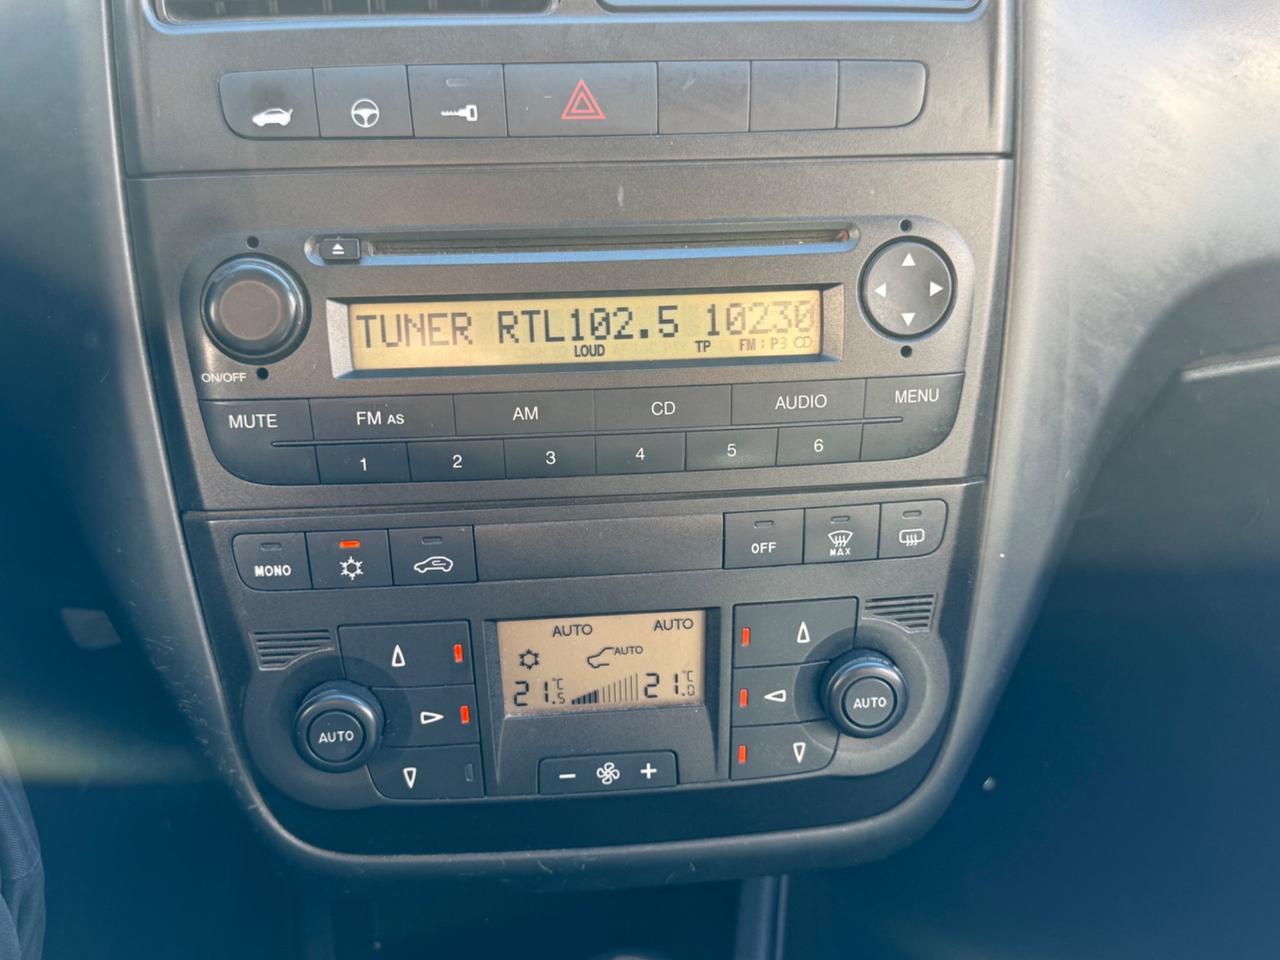 TUNER RTL102.5 10230
LOUD TP FM : P3
ON/OFF
MUTE FM AS AM CD AUDIO MENU
1 2 3 4 5 6
MONO OFF MAX
AUTO AUTO
AUTO
21.5 °C 21.0 °C
AUTO AUTO
- +